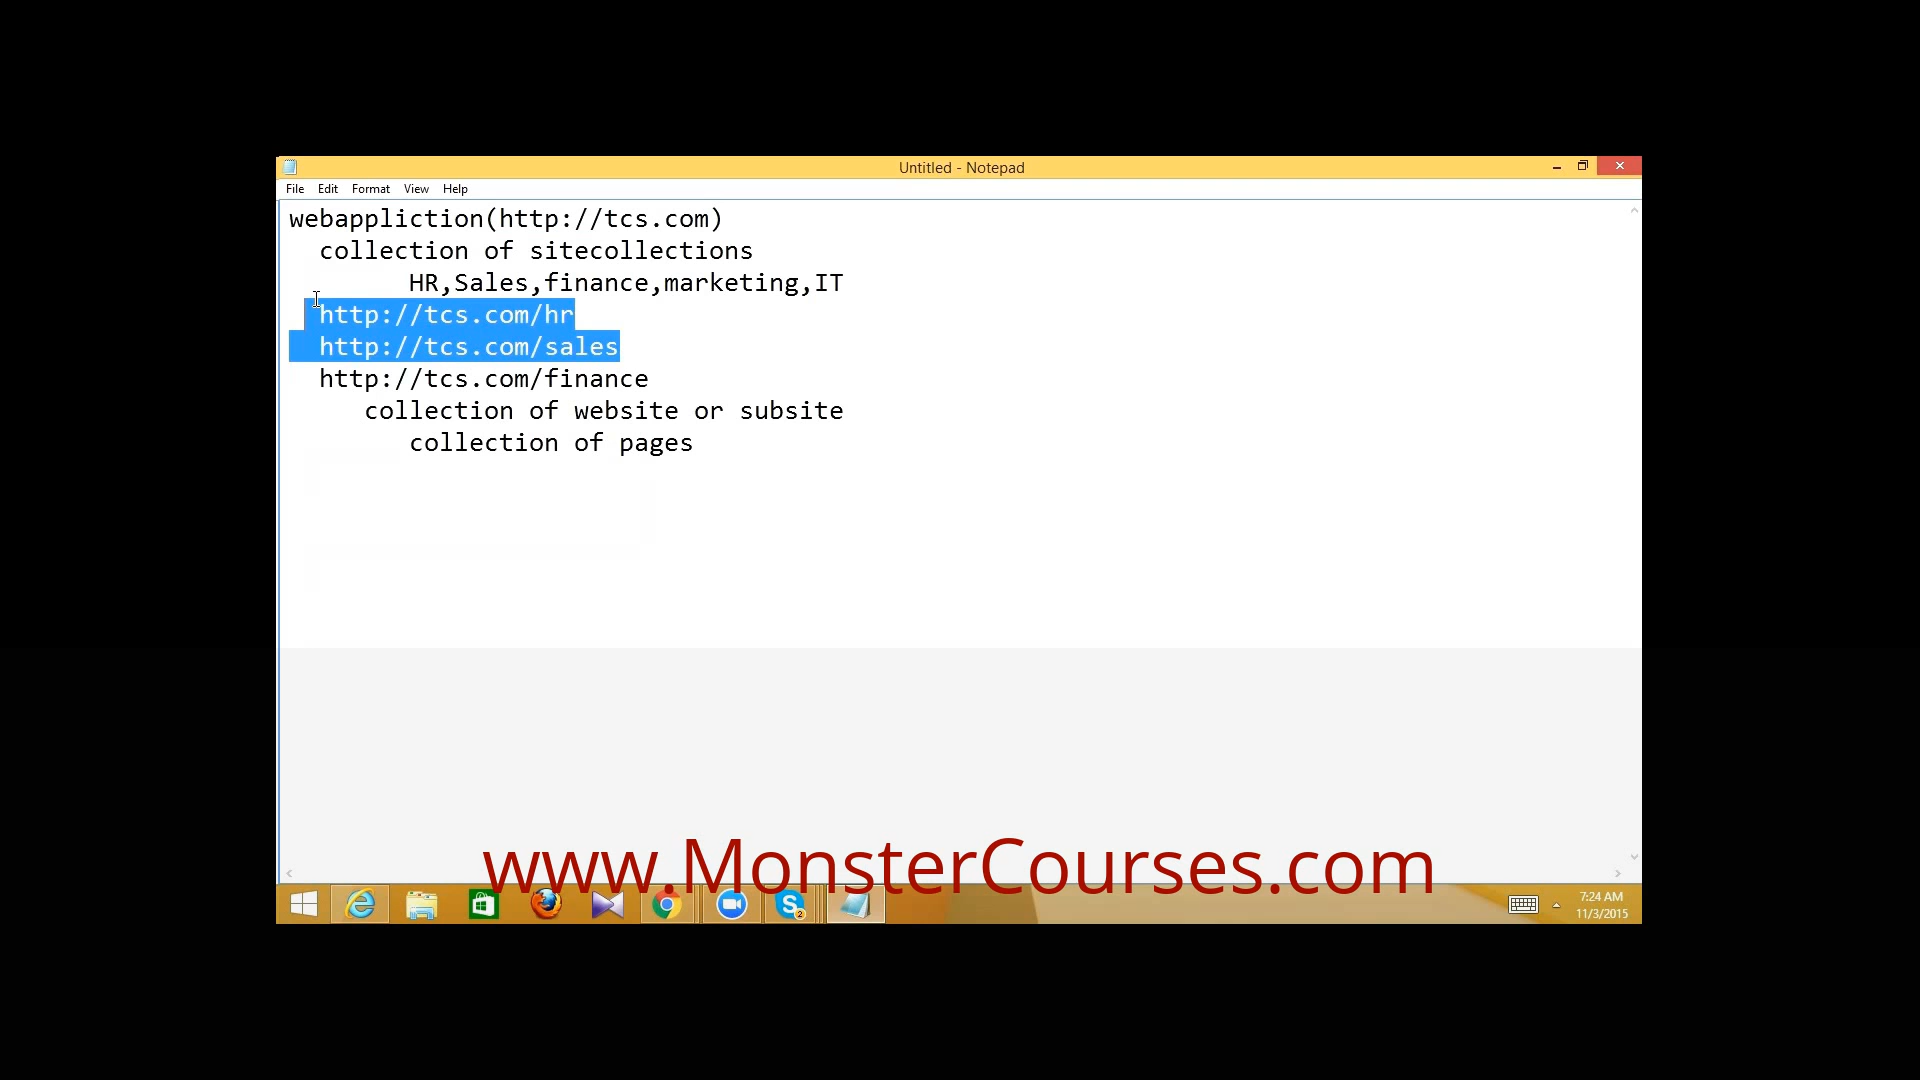 Untitled - Notepad
File Edit Format View Help
webappliction(http://tcs.com)
collection of sitecollections
HR,Sales,finance,marketing,IT
http://tcs.com/hr
http://tcs.com/sales
http://tcs.com/finance
collection of website or subsite
collection of pages
www.MonsterCourses.com
S 2
7:24 AM
11/3/2015